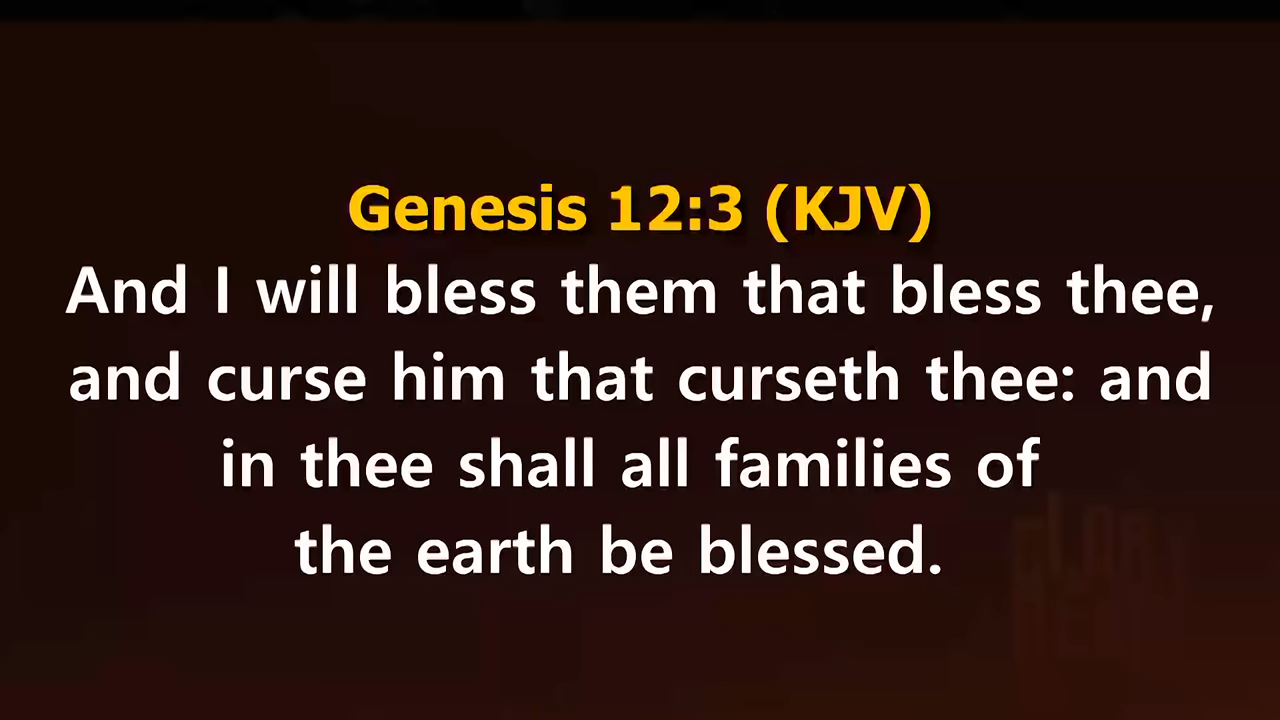 Genesis 12:3 (KJV)
And I will bless them that bless thee,
and curse him that curseth thee: and
in thee shall all families of
the earth be blessed.